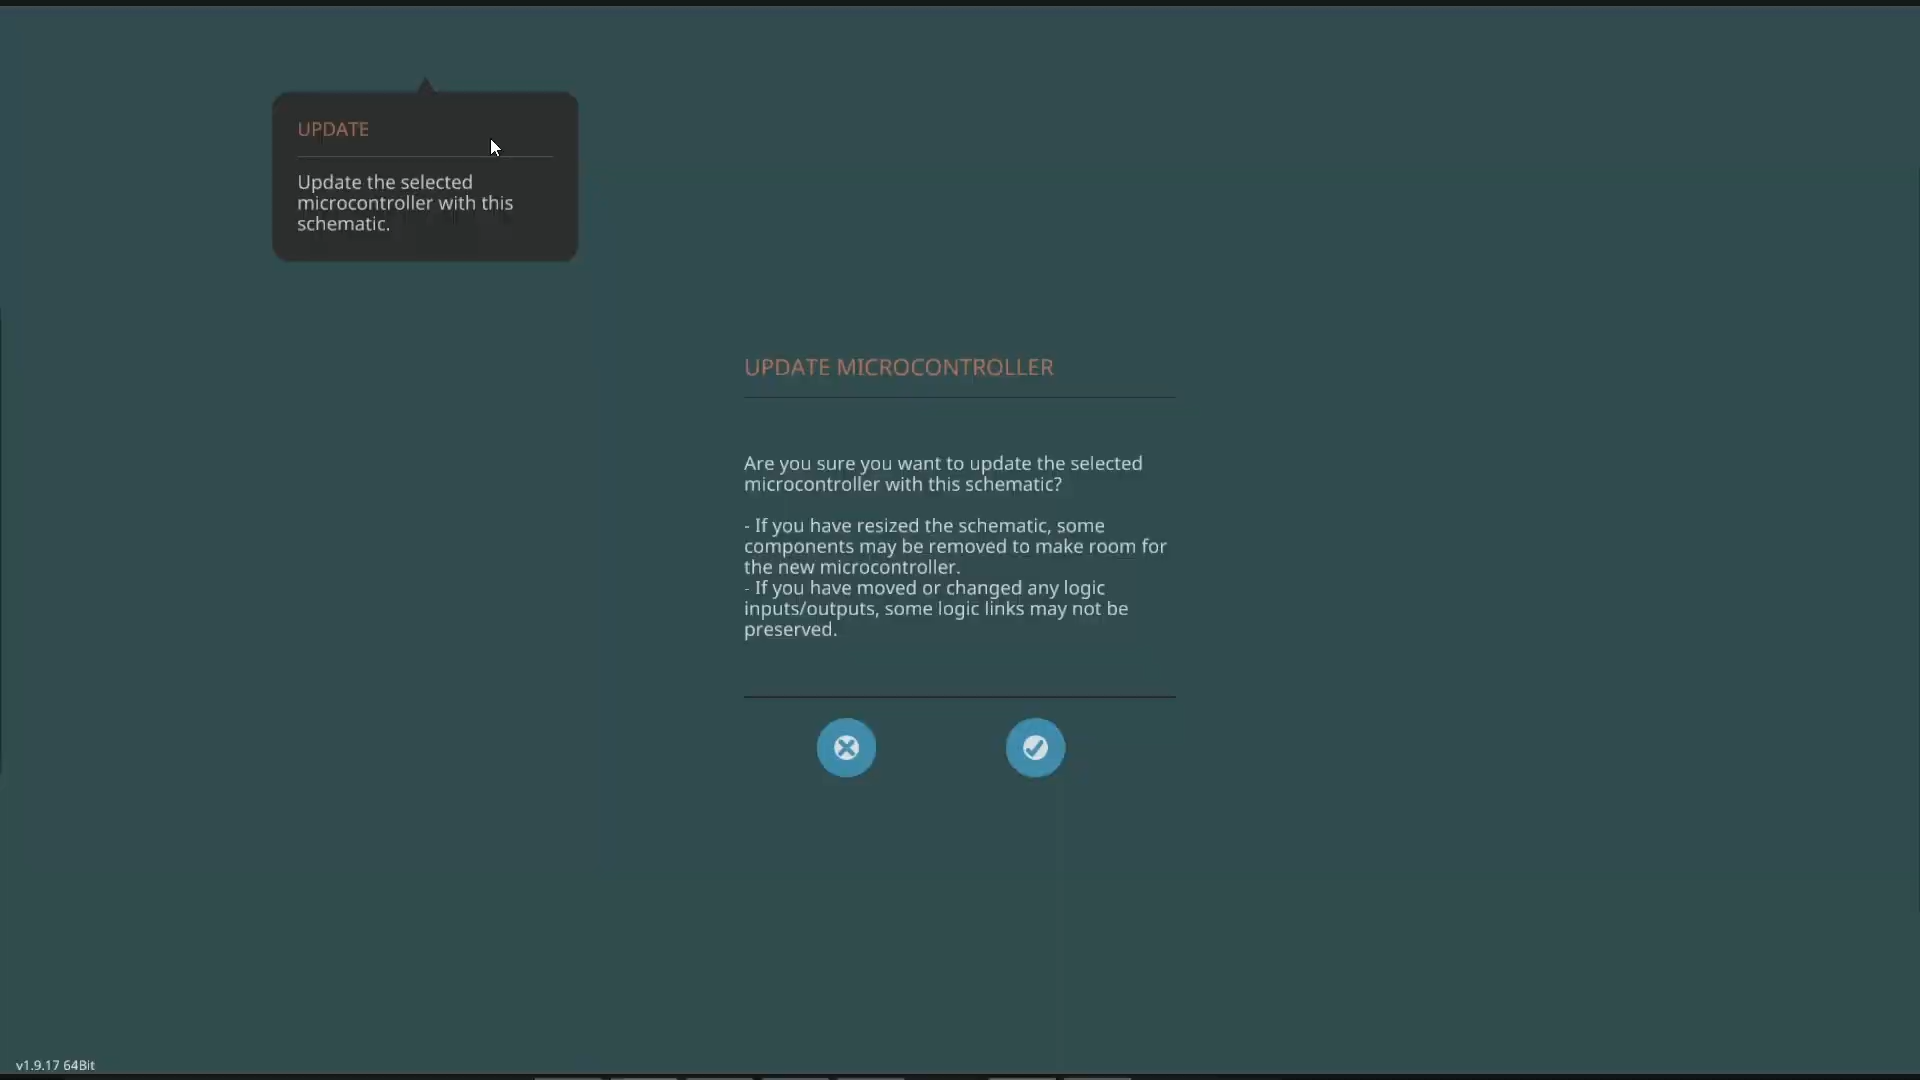 UPDATE
Update the selected
microcontroller with this
schematic.
UPDATE MICROCONTROLLER
Are you sure you want to update the selected
microcontroller with this schematic?
- If you have resized the schematic, some
components may be removed to make room for
the new microcontroller.
- If you have moved or changed any logic
inputs/outputs, some logic links may not be
preserved.
v1.9.17 64Bit